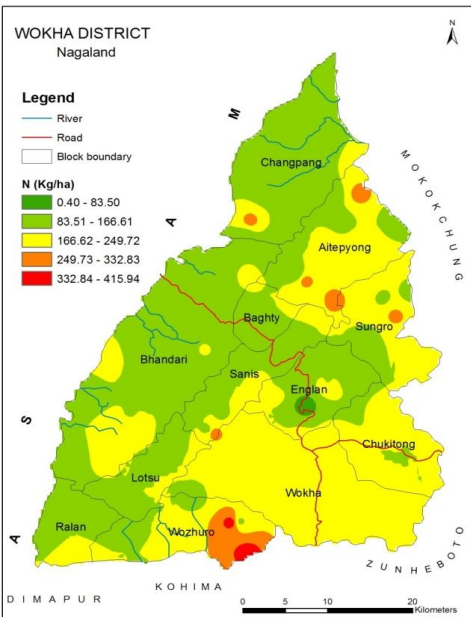 WOKHA DISTRICT
Nagaland
N
Legend
River
Road
Block boundary
N (Kg/ha)
0.40 - 83.50
83.51 - 166.61
166.62 - 249.72
249.73 - 332.83
332.84 - 415.94
ASAM
MOKOKCHUNG
Changpang
Aitepyong
Baghty
Sungro
Bhandari
Sanis
Englan
Chukitong
Lotsu
Wokha
Ralan
Wozhuro
ZUNHEBOTO
KOHIMA
DIMAPUR
0 5 10 20
Kilometers